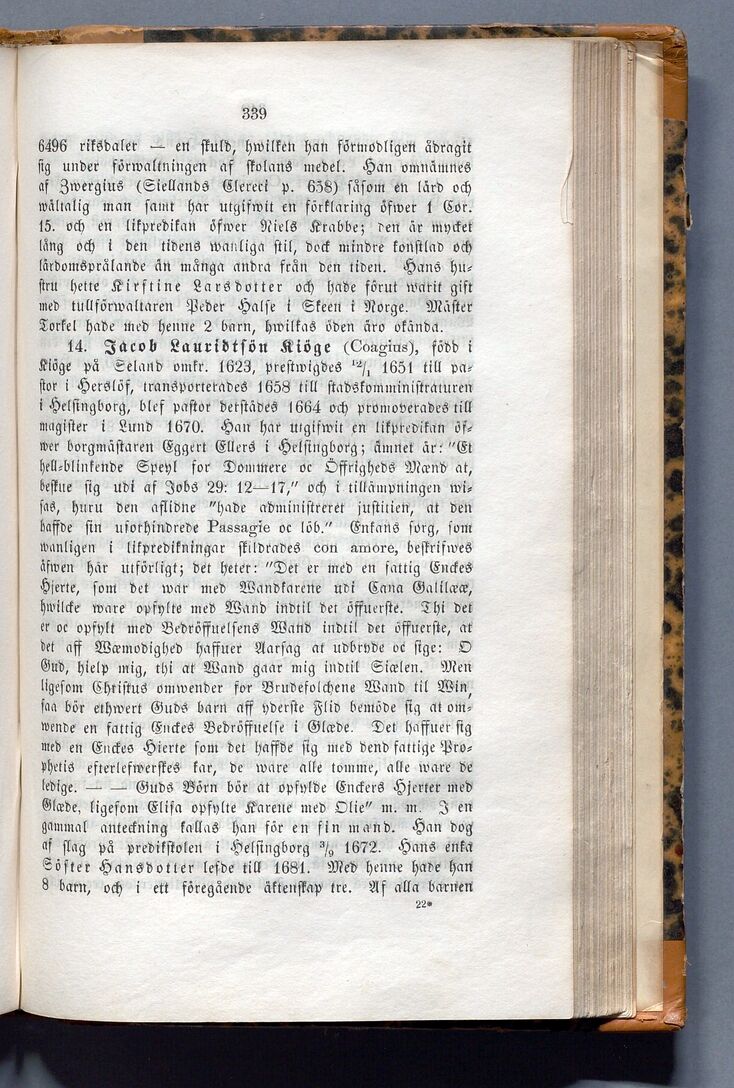 339
6496 riksdaler — en skuld, hwilken han förmodligen ådragit
sig under förwaltningen af skolans medel. Han omnämnes
af Zwergius (Siellands Clereci p. 638) såsom en lärd och
wältalig man samt har utgifwit en förklaring öfwer 1 Cor.
15. och en likpredikan öfwer Niels Krabbe; den är mycket
lång och i den tidens wanliga stil, dock mindre konstlad och
lärdomsprålande än många andra från den tiden. Hans hu-
stru hette Kirstine Larsdotter och hade förut warit gift
med tullförwaltaren Peder Halse i Skeen i Norge. Mäster
Torkel hade med henne 2 barn, hwilkas öden äro okända.
14. Jacob Lauridtsön Kiöge (Coagius), född i
Kiöge på Seland omkr. 1623, prestwigdes 12/1 1651 till pa-
stor i Herslöf, transporterades 1658 till stadskomministraturen
i Helsingborg, blef pastor derstädes 1664 och promoverades till
magister i Lund 1670. Han har utgifwit en likpredikan öf-
wer borgmästaren Eggert Ellers i Helsingborg; ämnet är: "Et
hell-blinkende Speyl for Dommere oc Öffrigheds Mænd at,
beskue sig udi af Jobs 29: 12—17," och i tillämpningen wi-
sas, huru den aflidne "hade administreret justitien, at den
haffde sin uforhindrede Passagie oc löb." Enkans sorg, som
wanligen i likpredikningar skildrades con amore, beskrifwes
äfwen här utförligt; det heter: "Det er med en fattig Enckes
Hjerte, som det war med Wandkarene udi Cana Galilææ,
hwilcke ware opfylte med Wand indtil det öffuerste. Thi det
er oc opfylt med Bedröffuelsens Wand indtil det öffuerste, at
det aff Wæmodighed haffuer Aarsag at udbryde oc sige: O
Gud, hielp mig, thi at Wand gaar mig indtil Siælen. Men
ligesom Christus omwender for Brudefolchene Wand til Win,
saa bör ethwert Guds barn aff yderste Flid bemöde sig at om-
wende en fattig Enckes Bedröffuelse i Glæde. Det haffuer sig
med en Enckes Hierte som det haffde sig med dend fattige Pro-
phetis efterlefwerskes kar, de ware alle tomme, alle ware de
ledige. — — Guds Börn bör at opfylde Enckers Hjerter med
Glæde, ligesom Elisa opfylte Karene med Olie" m. m. I en
gammal anteckning kallas han för en fin mand. Han dog
af slag på predikstolen i Helsingborg 3/9 1672. Hans enka
Söster Hansdotter lefde till 1681. Med henne hade han
8 barn, och i ett föregående äktenskap tre. Af alla barnen
22*